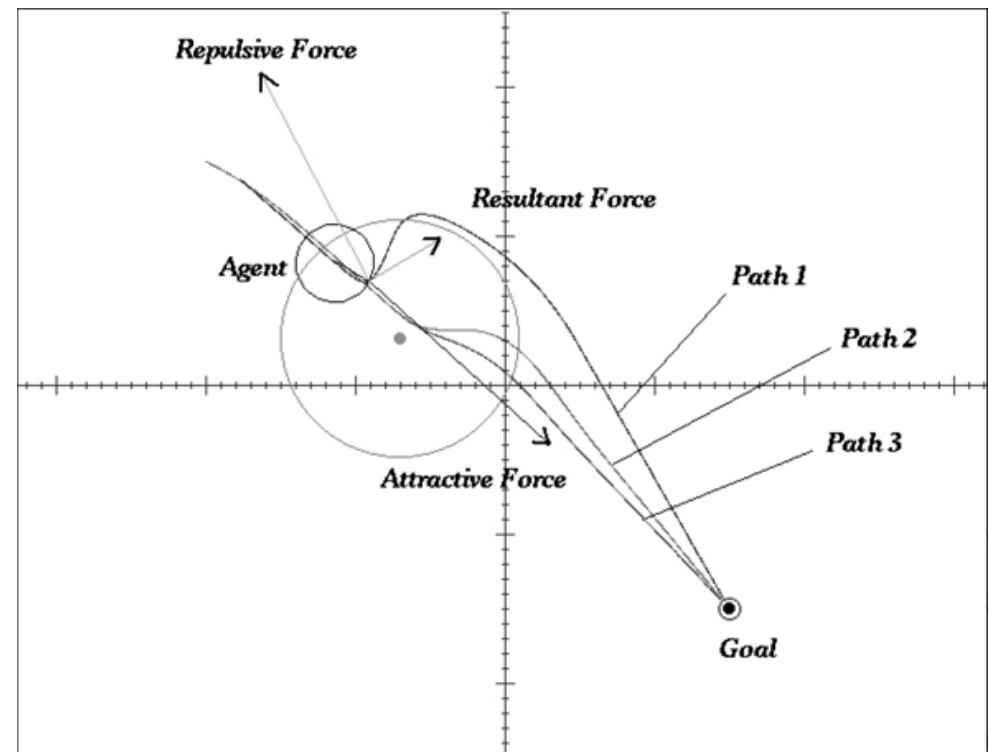 Repulsive Force
Resultant Force
Agent
Path 1
Path 2
Path 3
Attractive Force
Goal